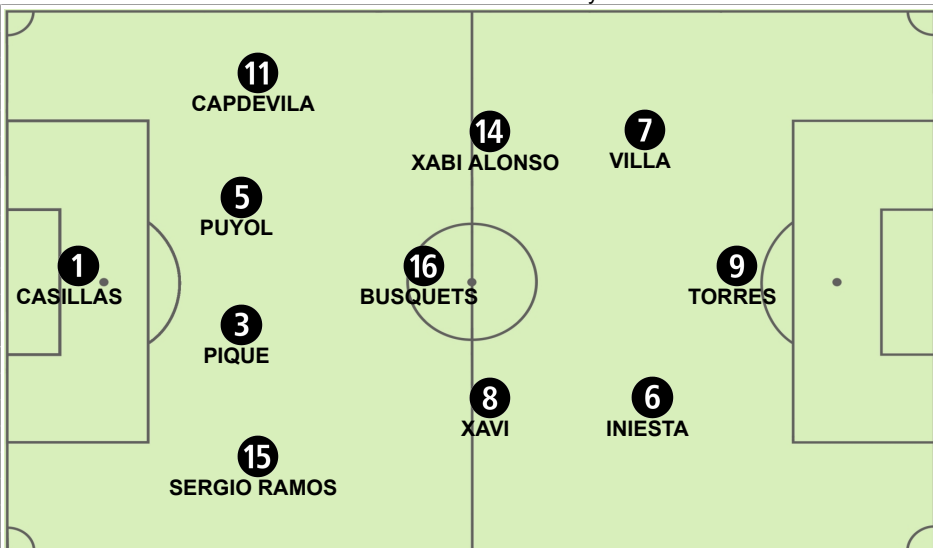 11
CAPDEVILA
14
XABI ALONSO
7
VILLA
5
PUYOL
1
CASILLAS
16
BUSQUETS
9
TORRES
3
PIQUE
8
XAVI
6
INIESTA
15
SERGIO RAMOS